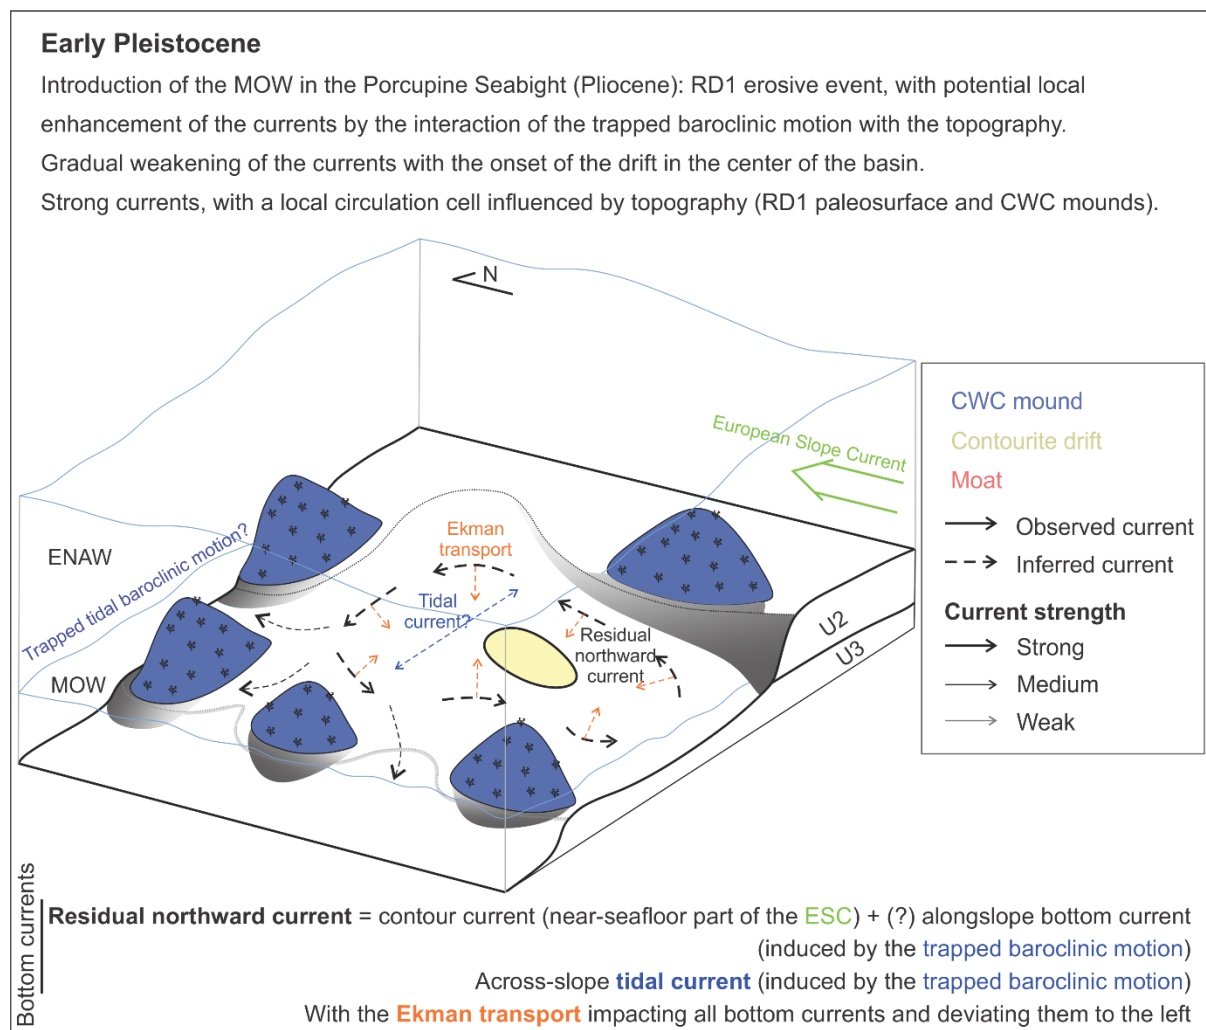 Early Pleistocene
Introduction of the MOW in the Porcupine Seabight (Pliocene): RD1 erosive event, with potential local
enhancement of the currents by the interaction of the trapped baroclinic motion with the topography.
Gradual weakening of the currents with the onset of the drift in the center of the basin.
Strong currents, with a local circulation cell influenced by topography (RD1 paleosurface and CWC mounds).
N
European Slope Current
CWC mound
Contourite drift
Moat
Observed current
Inferred current
Current strength
Strong
Medium
Weak
ENAW
Trapped tidal baroclinic motion?
MOW
Ekman
transport
Tidal
current?
Residual
northward
current
U2
U3
Bottom currents
Residual northward current = contour current (near-seafloor part of the ESC) + (?) alongslope bottom current
(induced by the trapped baroclinic motion)
Across-slope tidal current (induced by the trapped baroclinic motion)
With the Ekman transport impacting all bottom currents and deviating them to the left